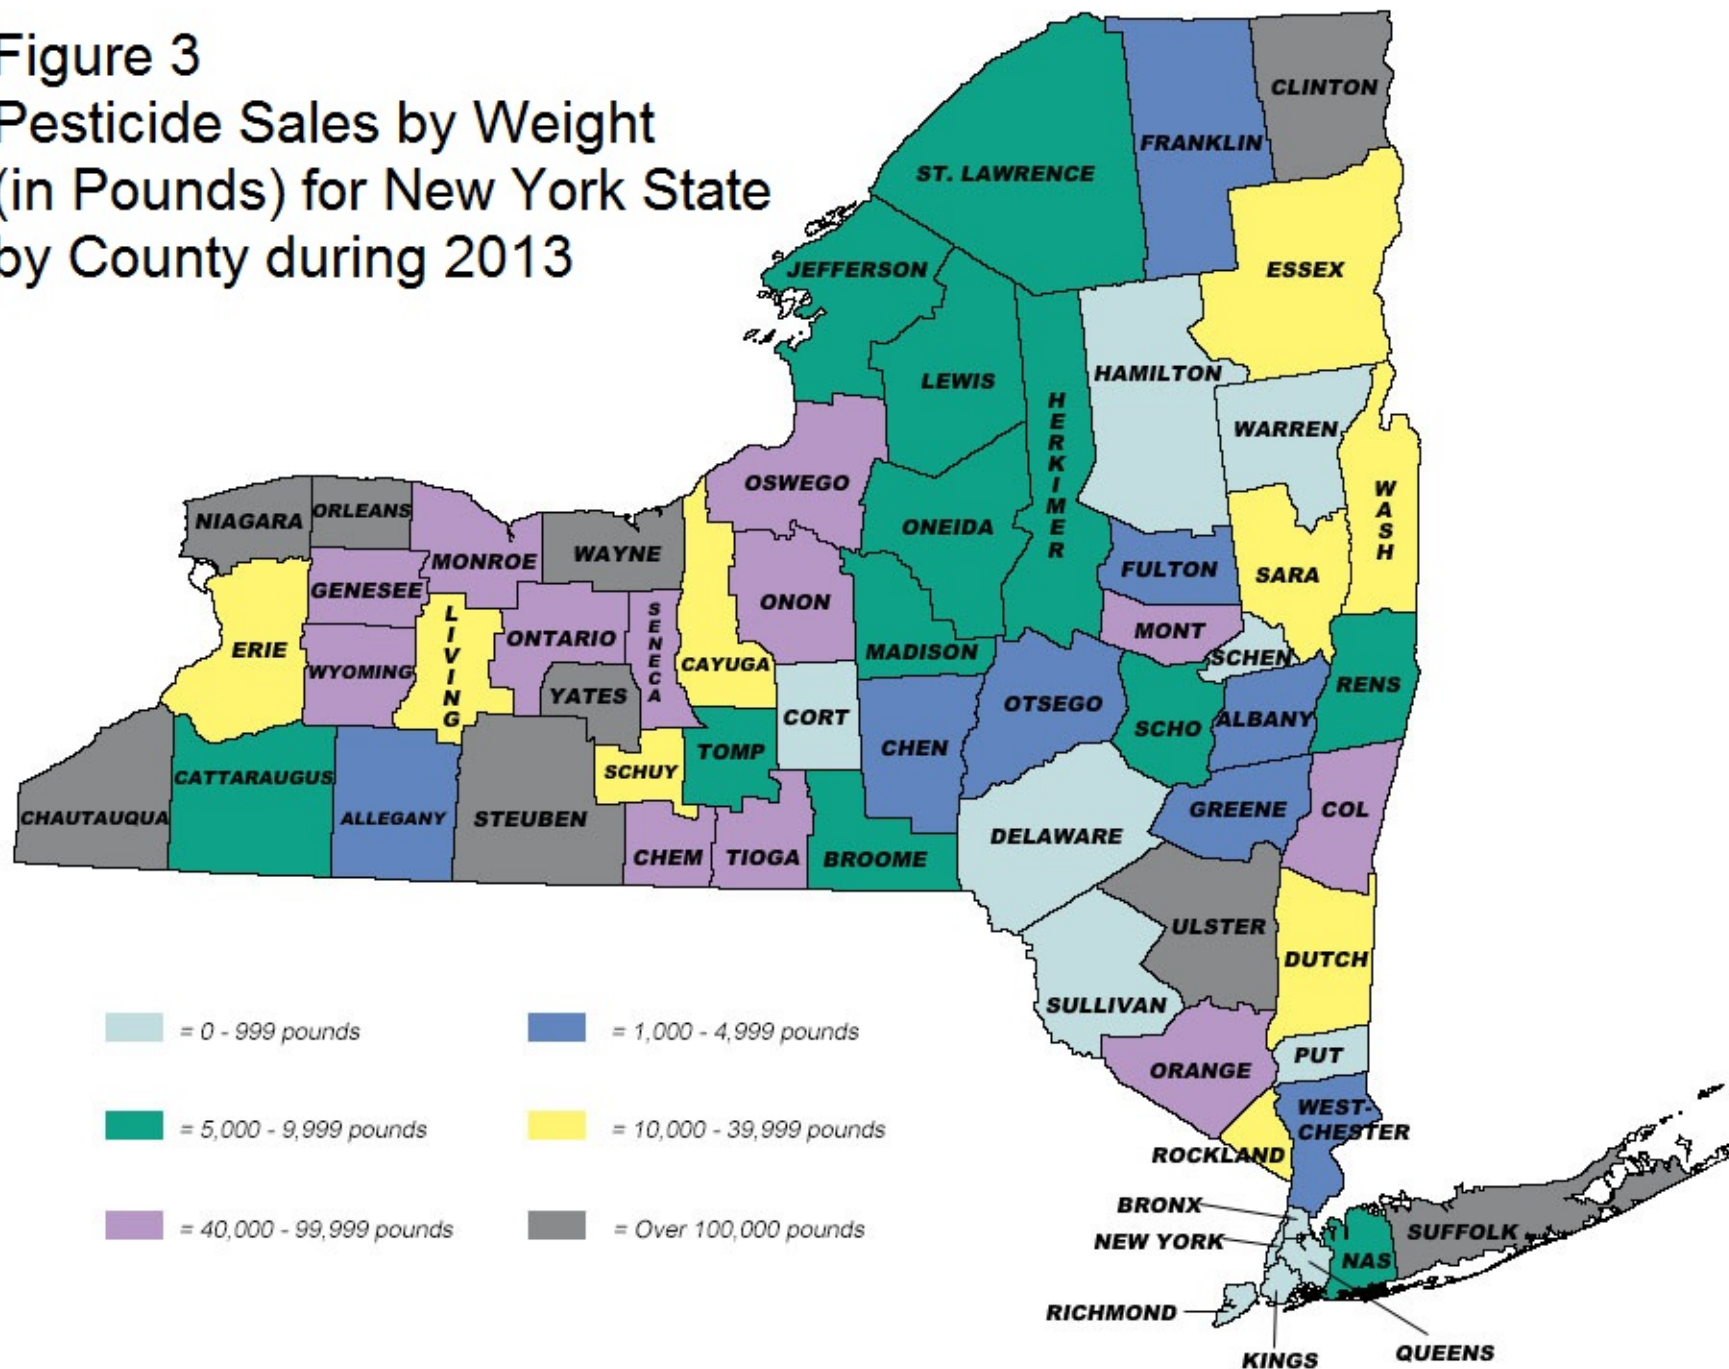 Figure 3
Pesticide Sales by Weight
(in Pounds) for New York State
by County during 2013
CLINTON
FRANKLIN
ST. LAWRENCE
ESSEX
JEFFERSON
LEWIS
HERKIMER
HAMILTON
WARREN
WASH
OSWEGO
ONEIDA
NIAGARA
ORLEANS
MONROE
WAYNE
GENESEE
ONON
FULTON
SARA
ERIE
WYOMING
LIVING
ONTARIO
SENECA
CAYUGA
MADISON
MONT
SCHEN
RENS
YATES
CORT
OTSEGO
SCHO
ALBANY
CHEN
TOMP
SCHUY
CATTARAUGUS
CHAUTAUQUA
ALLEGANY
STEUBEN
CHEM
TIOGA
BROOME
DELAWARE
GREENE
COL
ULSTER
DUTCH
SULLIVAN
ORANGE
PUT
WEST-
CHESTER
ROCKLAND
BRONX
NEW YORK
NAS
SUFFOLK
RICHMOND
KINGS
QUEENS
= 0 - 999 pounds
= 1,000 - 4,999 pounds
= 5,000 - 9,999 pounds
= 10,000 - 39,999 pounds
= 40,000 - 99,999 pounds
= Over 100,000 pounds